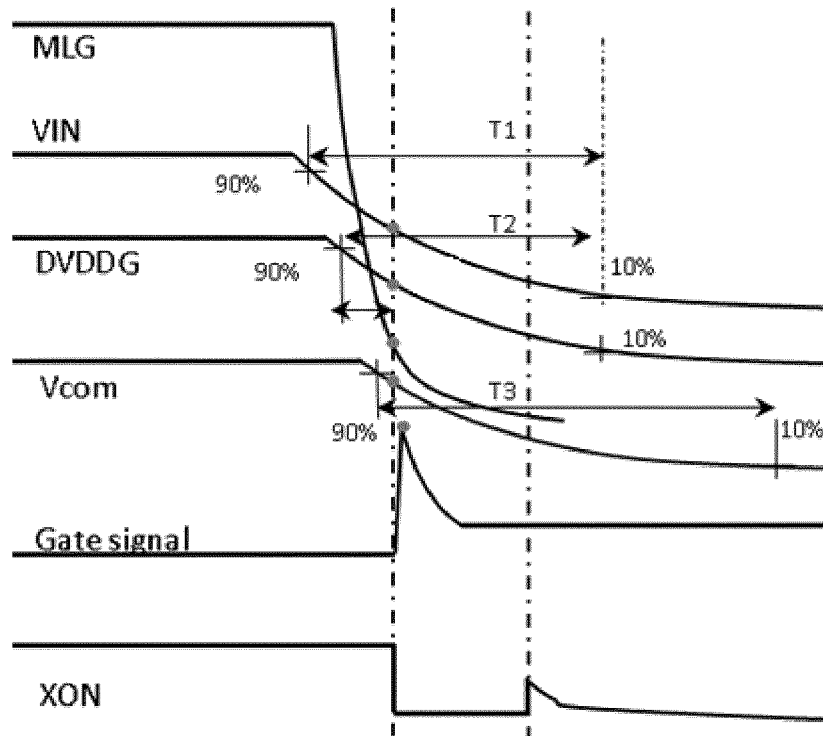 MLG
VIN
T1
90%
T2
DVDDG
90%
10%
10%
Vcom
T3
90%
10%
Gate signal
XON